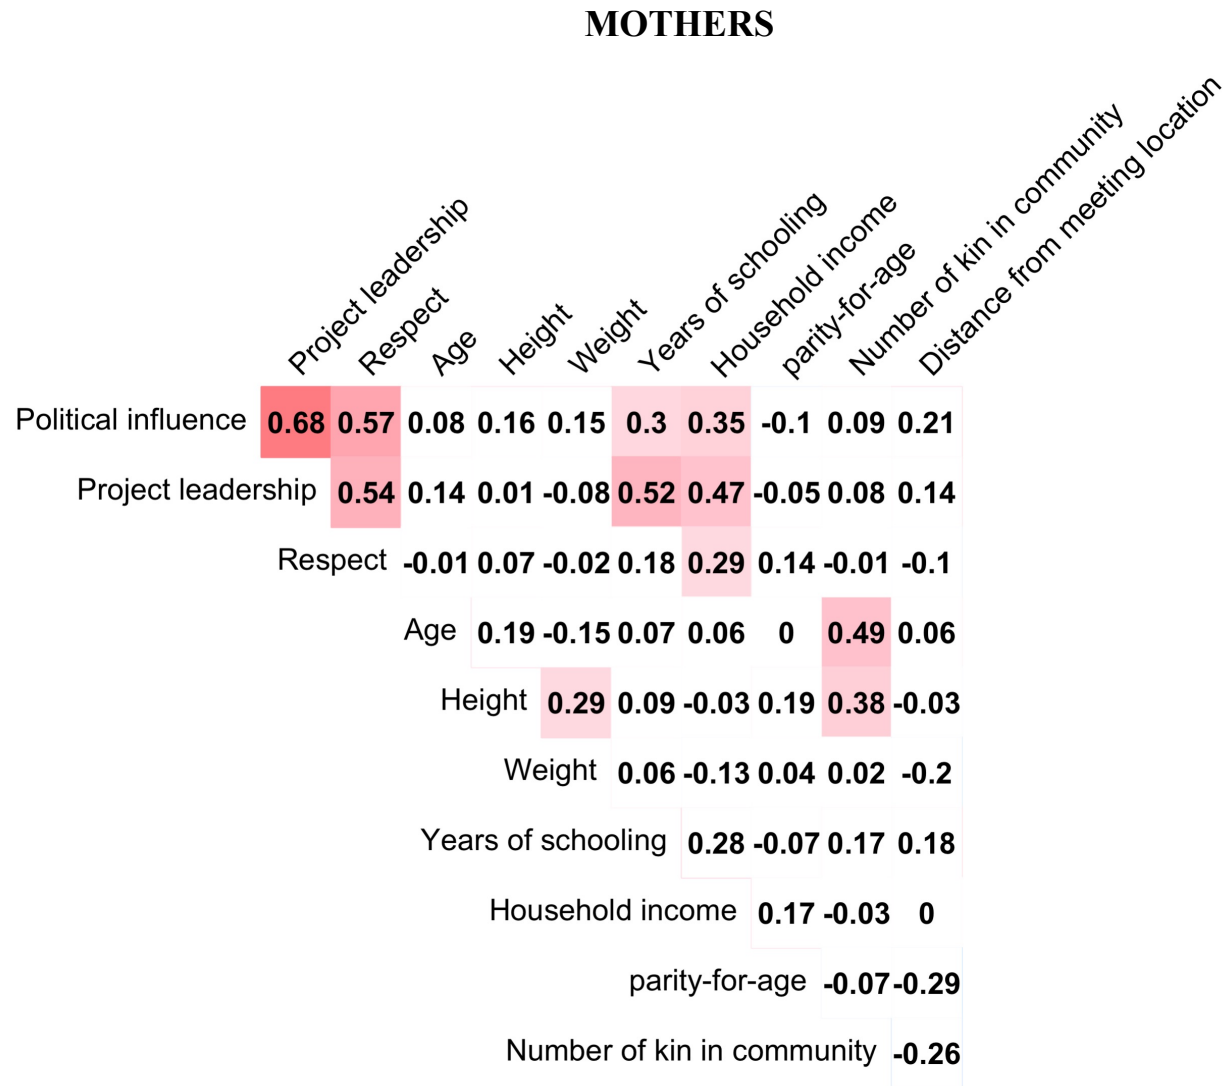 MOTHERS
Project leadership
Respect
Age
Height
Weight
Years of schooling
Household income
parity-for-age
Number of kin in community
Distance from meeting location
Political influence 0.68 0.57 0.08 0.16 0.15 0.3 0.35 -0.1 0.09 0.21
Project leadership 0.54 0.14 0.01 -0.08 0.52 0.47 -0.05 0.08 0.14
Respect -0.01 0.07 -0.02 0.18 0.29 0.14 -0.01 -0.1
Age 0.19 -0.15 0.07 0.06 0 0.49 0.06
Height 0.29 0.09 -0.03 0.19 0.38 -0.03
Weight 0.06 -0.13 0.04 0.02 -0.2
Years of schooling 0.28 -0.07 0.17 0.18
Household income 0.17 -0.03 0
parity-for-age -0.07 -0.29
Number of kin in community -0.26